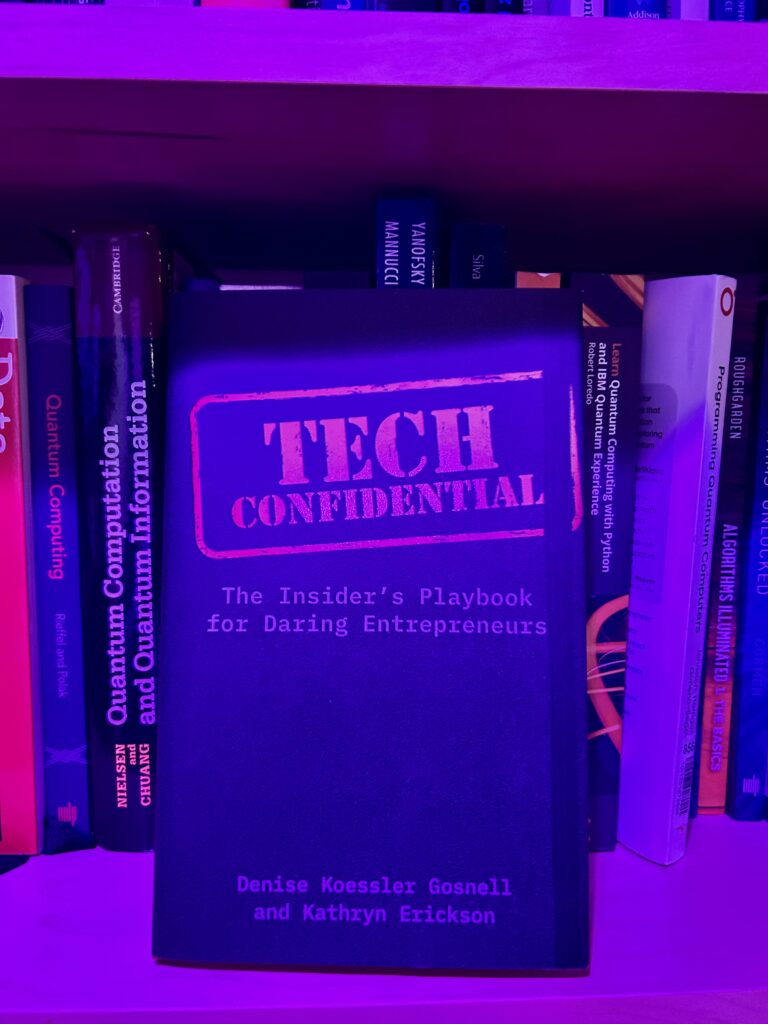 Addison
CAMBRIDGE
Quantum Computation
and Quantum Information
NIELSEN
and
CHUANG
Quantum Computing
Rieffel and Polak
YANOFSKY
MANNUCCI
Silva
TECH
CONFIDENTIAL
The Insider's Playbook
for Daring Entrepreneurs
Denise Koessler Gosnell
and Kathryn Erickson
Learn Quantum Computing with Python
and IBM Quantum Experience
Robert Loredo
Programming Quantum Computers
ROUGHGARDEN
ALGORITHMS ILLUMINATED 1: THE BASICS
UNLOCKED